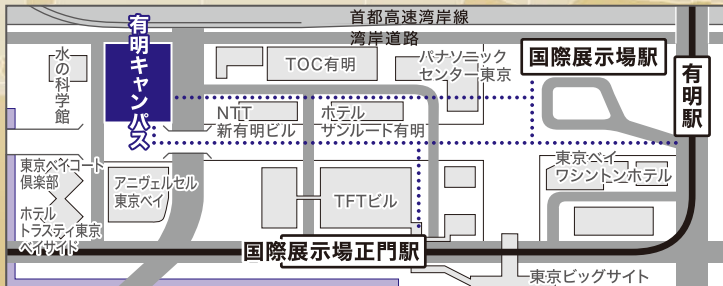 首都高速湾岸線
湾岸道路
有明キャンパス
水の科学館
TOC有明
パナソニック
センター東京
国際展示場駅
有明駅
NTT
新有明ビル
ホテル
サンルート有明
東京ベイコート
倶楽部
アニヴェルセル
東京ベイ
ホテル
トラスティ東京
ベイサイド
TFTビル
東京ベイ
ワシントンホテル
国際展示場正門駅
東京ビッグサイト